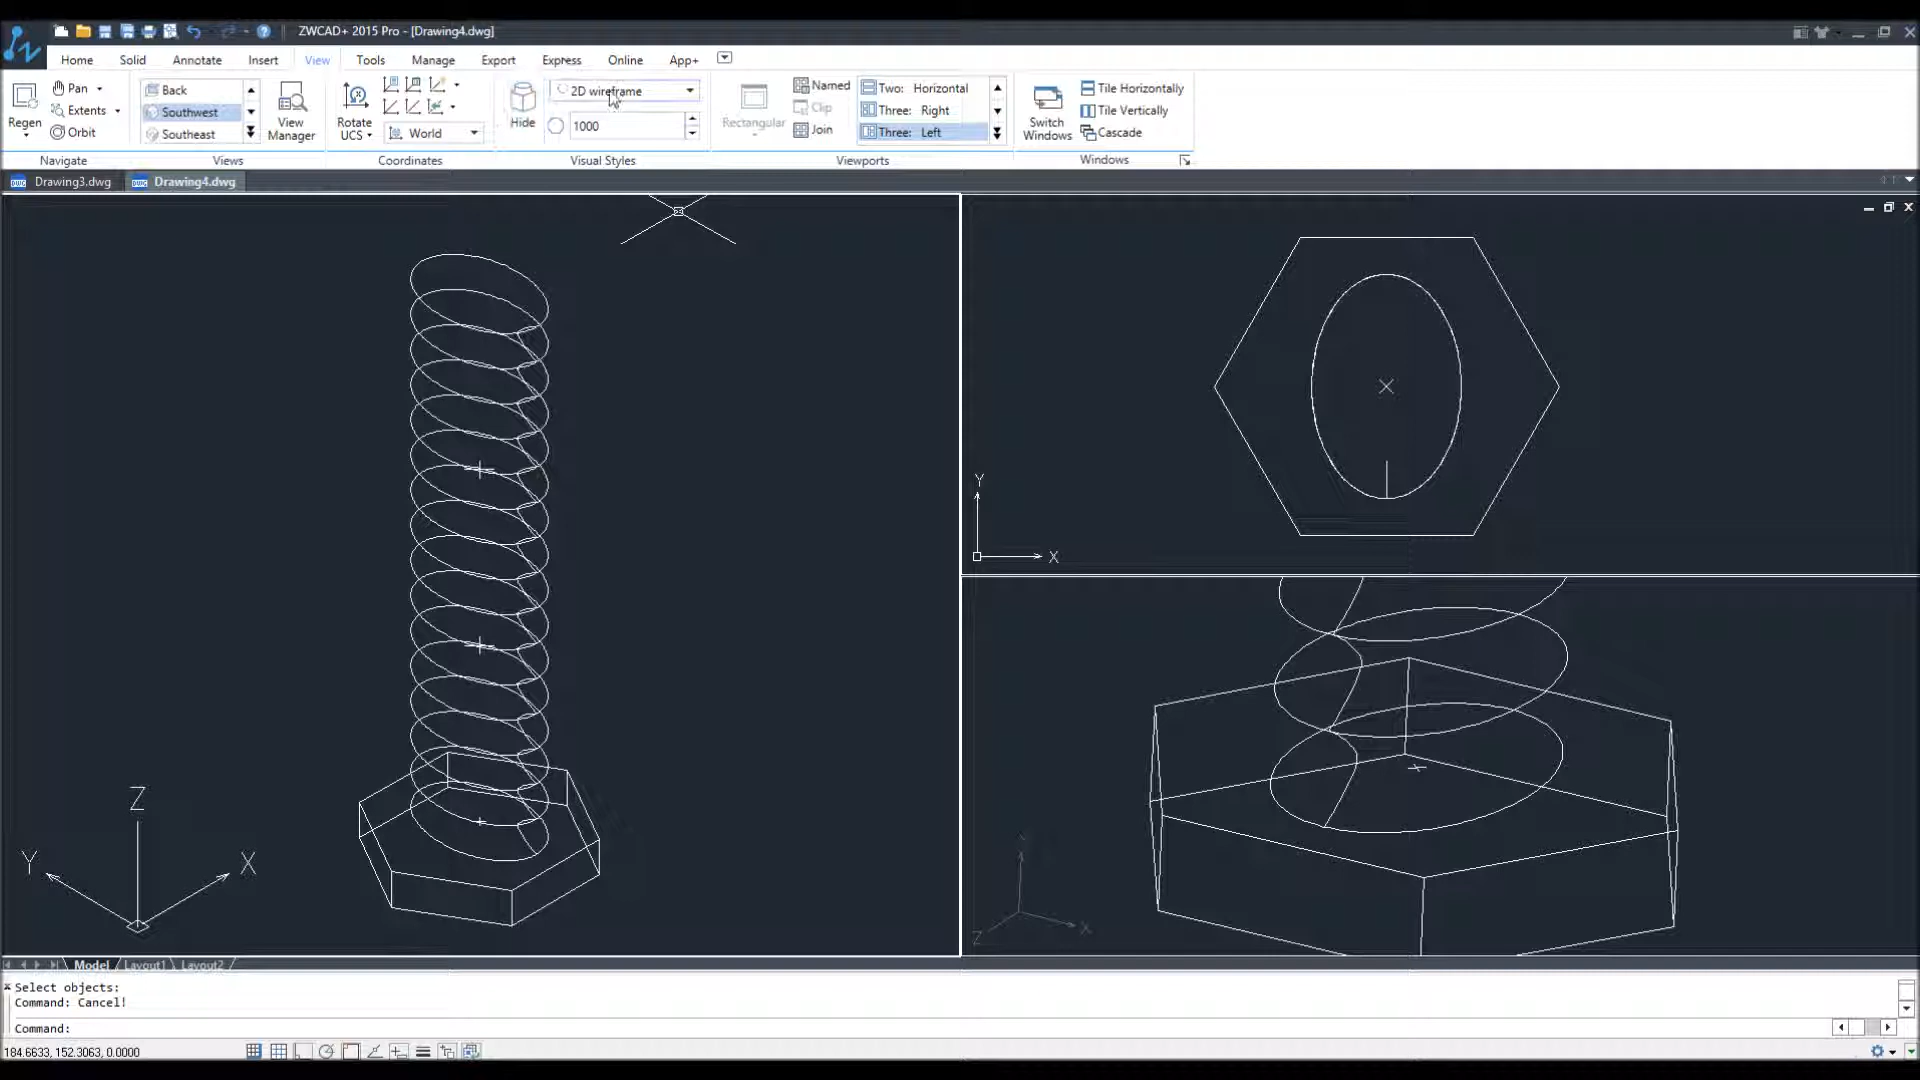 ZWCAD+ 2015 Pro - [Drawing4.dwg]
Home Solid Annotate Insert View Tools Manage Export Express Online App+
Regen
Pan
Extents
Orbit
Navigate
Back
Southwest
Southeast
View Manager
Views
Rotate UCS
World
Coordinates
Hide
2D wireframe
1000
Visual Styles
Rectangular
Named
Clip
Join
Two: Horizontal
Three: Right
Three: Left
Viewports
Switch Windows
Tile Horizontally
Tile Vertically
Cascade
Windows
Drawing3.dwg Drawing4.dwg
Z
Y
X
Y
X
Z
X
Model Layout1 Layout2
Select objects:
Command: Cancel!
Command:
184.6633, 152.3063, 0.0000